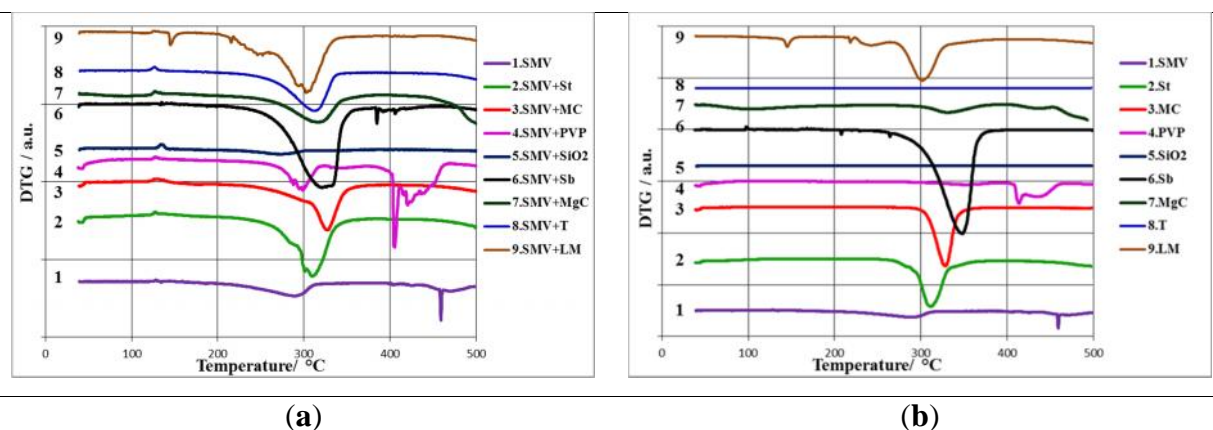 9
8
7
6
5
4
3
2
1
DTG / a.u.
0 100 200 300 400 500
Temperature/ °C
1.SMV
2.SMV+St
3.SMV+MC
4.SMV+PVP
5.SMV+SiO2
6.SMV+Sb
7.SMV+MgC
8.SMV+T
9.SMV+LM
(a)
9
8
7
6
5
4
3
2
1
DTG / a.u.
0 100 200 300 400 500
Temperature/ °C
1.SMV
2.St
3.MC
4.PVP
5.SiO2
6.Sb
7.MgC
8.T
9.LM
(b)